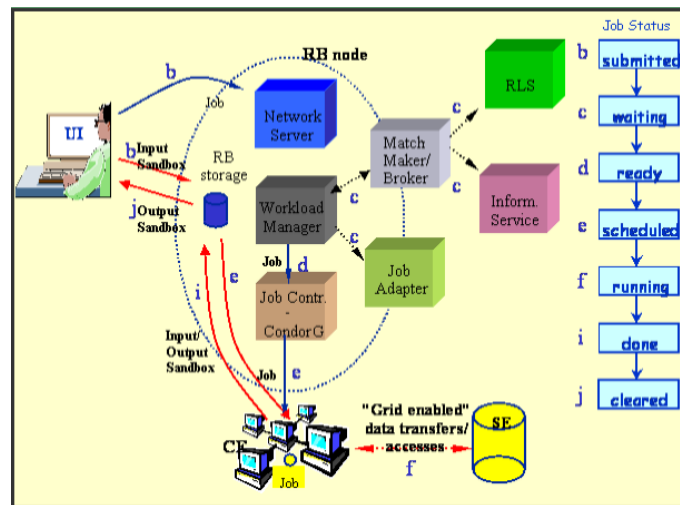 Job Status
RB node
b
submitted
b
Job
Network
Server
RLS
c
c
waiting
UI
b
Input
Sandbox
RB
storage
Match
Maker/
Broker
c
Inform.
Service
d
ready
j
Output
Sandbox
Workload
Manager
c
c
e
scheduled
Job
d
Job
Adapter
i
e
Job Contr.
-
CondorG
f
running
Input/
Output
Sandbox
Job
e
i
done
"Grid enabled"
data transfers/
accesses
SE
j
cleared
CE
f
Job